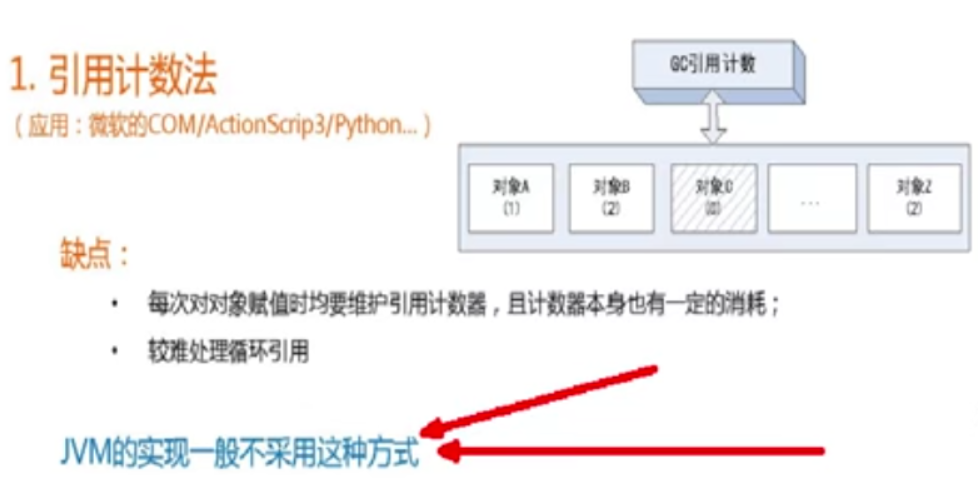 1. 引用计数法
（应用：微软的COM/ActionScrip3/Python...）
GC引用计数
对象A
(1)
对象B
(2)
对象C
(0)
...
对象Z
(2)
缺点：
• 每次对对象赋值时均要维护引用计数器，且计数器本身也有一定的消耗；
• 较难处理循环引用
JVM的实现一般不采用这种方式